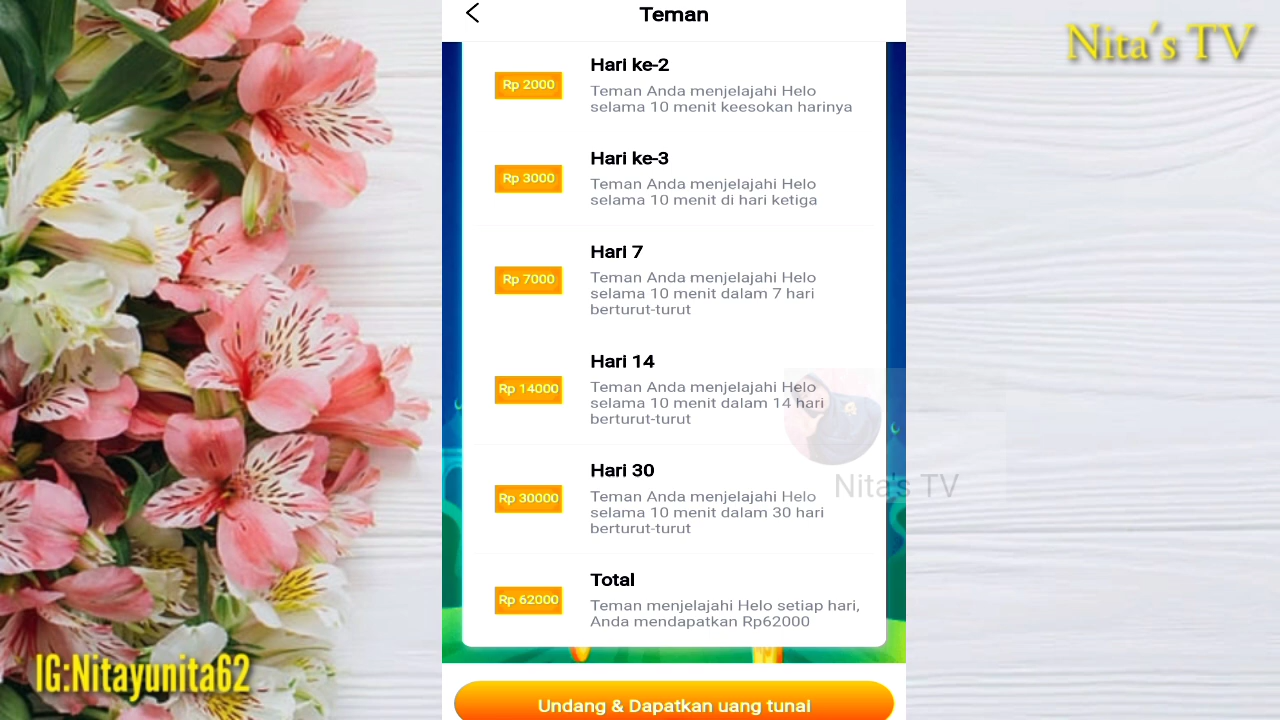 Teman
Nita's TV
Hari ke-2
Rp 2000
Teman Anda menjelajahi Helo
selama 10 menit keesokan harinya
Hari ke-3
Rp 3000
Teman Anda menjelajahi Helo
selama 10 menit di hari ketiga
Hari 7
Rp 7000
Teman Anda menjelajahi Helo
selama 10 menit dalam 7 hari
berturut-turut
Hari 14
Rp 14000
Teman Anda menjelajahi Helo
selama 10 menit dalam 14 hari
berturut-turut
Hari 30
Rp 30000
Teman Anda menjelajahi Helo
selama 10 menit dalam 30 hari
berturut-turut
Nita's TV
Total
Rp 62000
Teman menjelajahi Helo setiap hari,
Anda mendapatkan Rp62000
IG:Nitayunita62
Undang & Dapatkan uang tunai